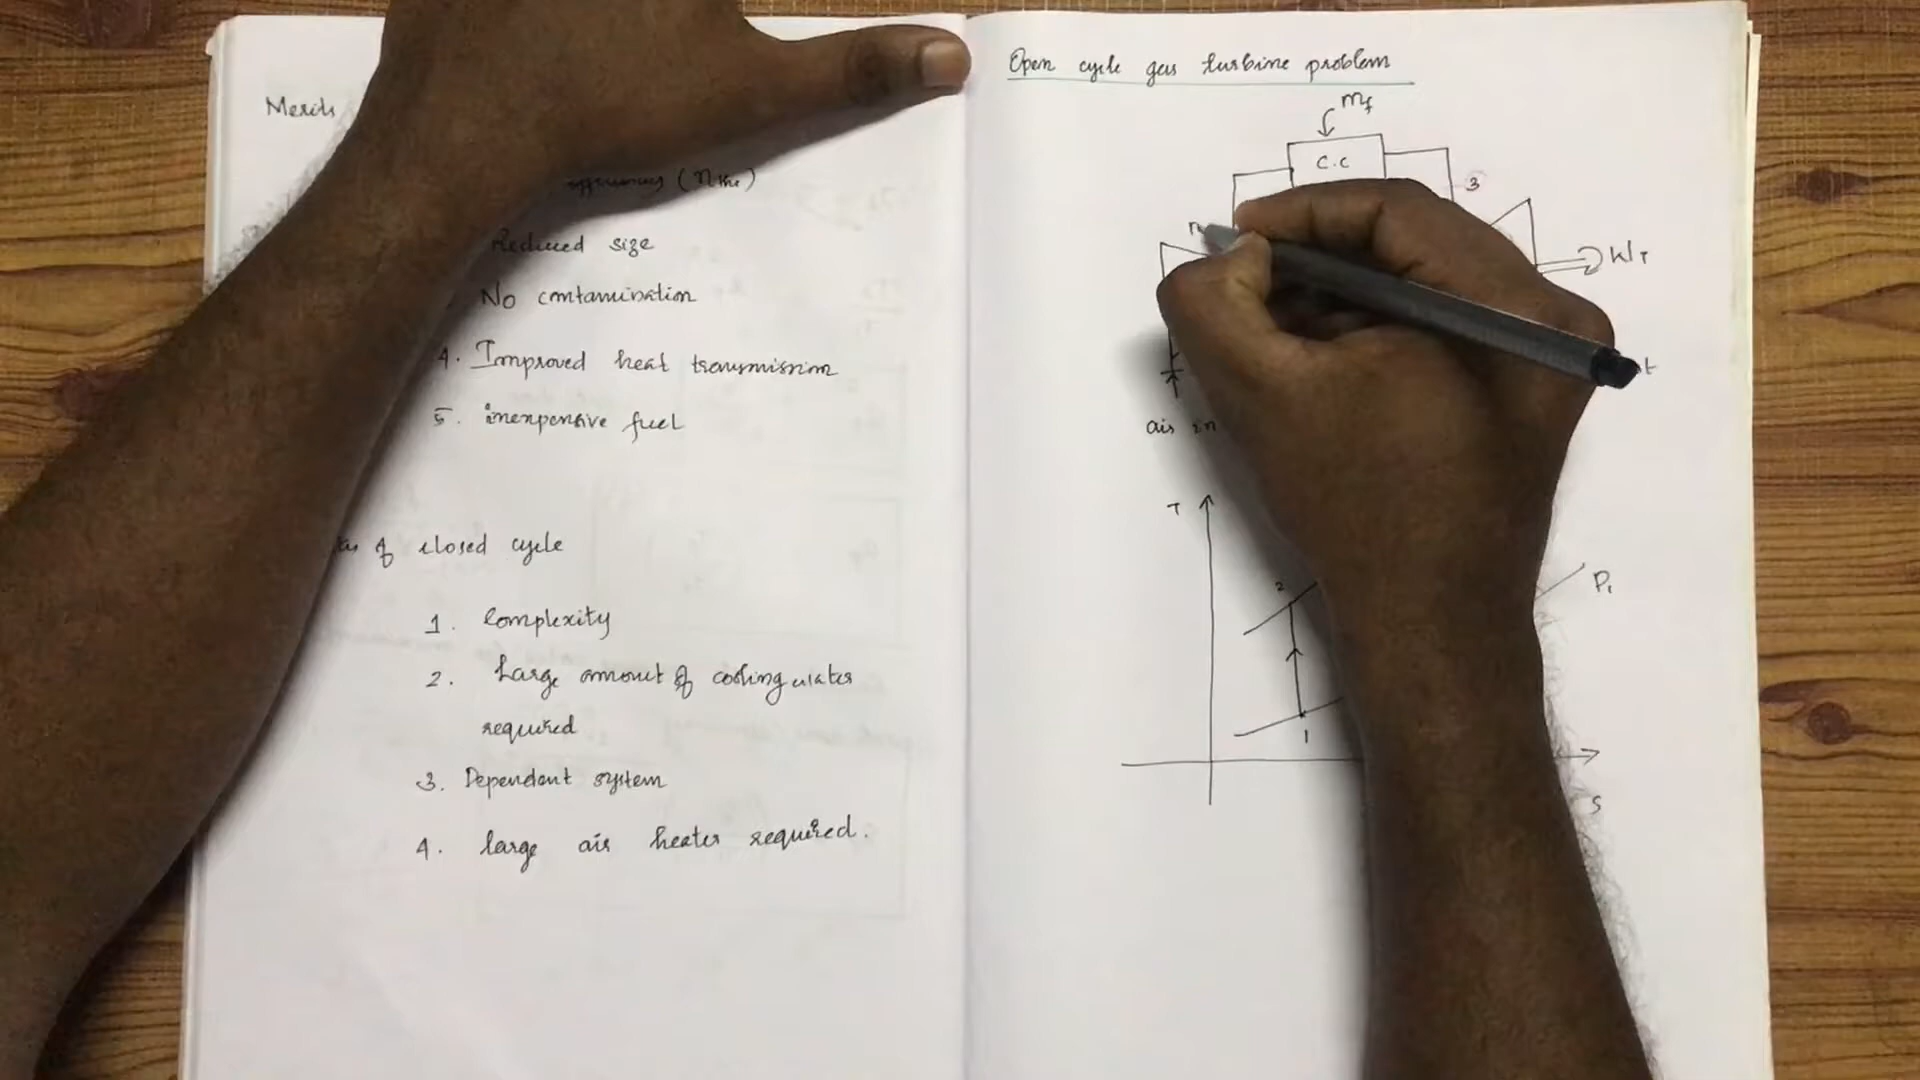 Merits
(ηthe)
Reduced size
No contamination
4. Improved heat transmission
5. inexpensive fuel
of closed cycle
1. Complexity
2. Large amout of cooling water
required
3. Dependent system
4. large air heater required.
Open cycle gas turbine problem
mf
C.C
3
WT
air in
T
2
P1
1
S